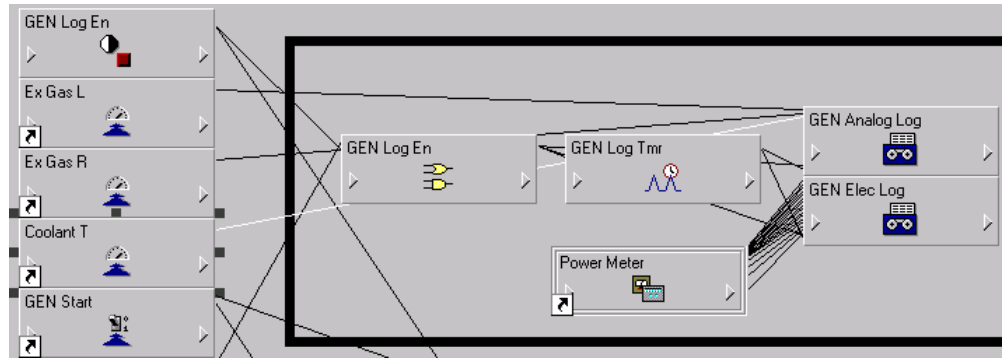 GEN Log En
Ex Gas L
Ex Gas R
Coolant T
GEN Start
GEN Log En
GEN Log Tmr
Power Meter
GEN Analog Log
GEN Elec Log